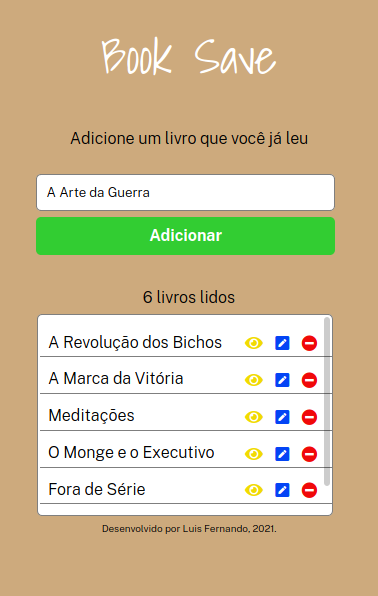 Book Save
Adicione um livro que você já leu
A Arte da Guerra
Adicionar
6 livros lidos
A Revolução dos Bichos
A Marca da Vitória
Meditações
O Monge e o Executivo
Fora de Série
Desenvolvido por Luis Fernando, 2021.